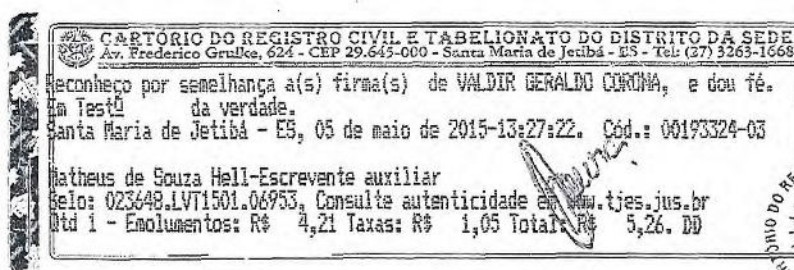 CARTÓRIO DO REGISTRO CIVIL E TABELIONATO DO DISTRITO DA SEDE
Av. Frederico Grulke, 624 - CEP 29.645-000 - Santa Maria de Jetibá - ES - Tel: (27) 3263-1668
Reconheço por semelhança a(s) firma(s) de VALDIR GERALDO CORONA, e dou fé.
Em Testº da verdade.
Santa Maria de Jetibá - ES, 05 de maio de 2015-13:27:22. Cód.: 00193324-03
Matheus de Souza Hell-Escrevente auxiliar
Selo: 023648.LVT1501.06953, Consulte autenticidade em www.tjes.jus.br
Qtd 1 - Emolumentos: R$ 4,21 Taxas: R$ 1,05 Total: R$ 5,26. DD